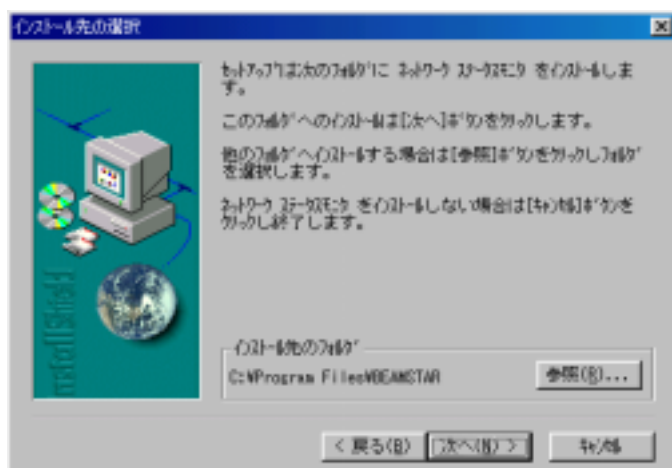 インストール先の選択
セットアップは次のフォルダに ネットワーク ステータスモニタ をインストールしま
す。
このフォルダへのインストールは[次へ]ボタンをクリックします。
他のフォルダへインストールする場合は[参照]ボタンをクリックしフォルダ
を選択します。
ネットワーク ステータスモニタ をインストールしない場合は[キャンセル]ボタンを
クリックし終了します。
InstallShield
インストール先のフォルダ
C:¥Program Files¥BEAMSTAR
参照(R)...
< 戻る(B)
次へ(N) >
キャンセル